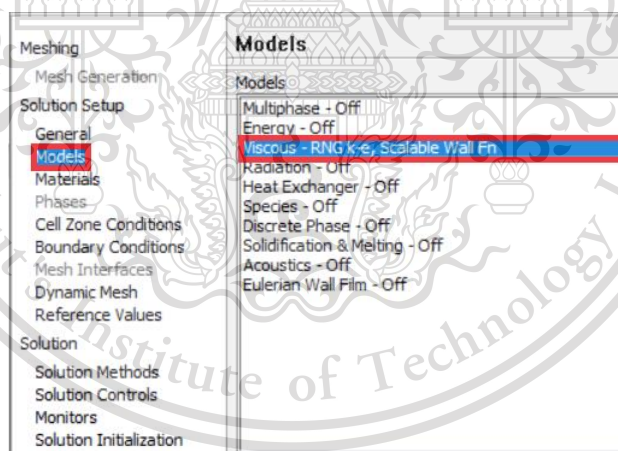 Meshing
Mesh Generation
Solution Setup
General
Models
Materials
Phases
Cell Zone Conditions
Boundary Conditions
Mesh Interfaces
Dynamic Mesh
Reference Values
Solution
Solution Methods
Solution Controls
Monitors
Solution Initialization
Models
Models
Multiphase - Off
Energy - Off
Viscous - RNG k-e, Scalable Wall Fn
Radiation - Off
Heat Exchanger - Off
Species - Off
Discrete Phase - Off
Solidification & Melting - Off
Acoustics - Off
Eulerian Wall Film - Off
Institute of Technology